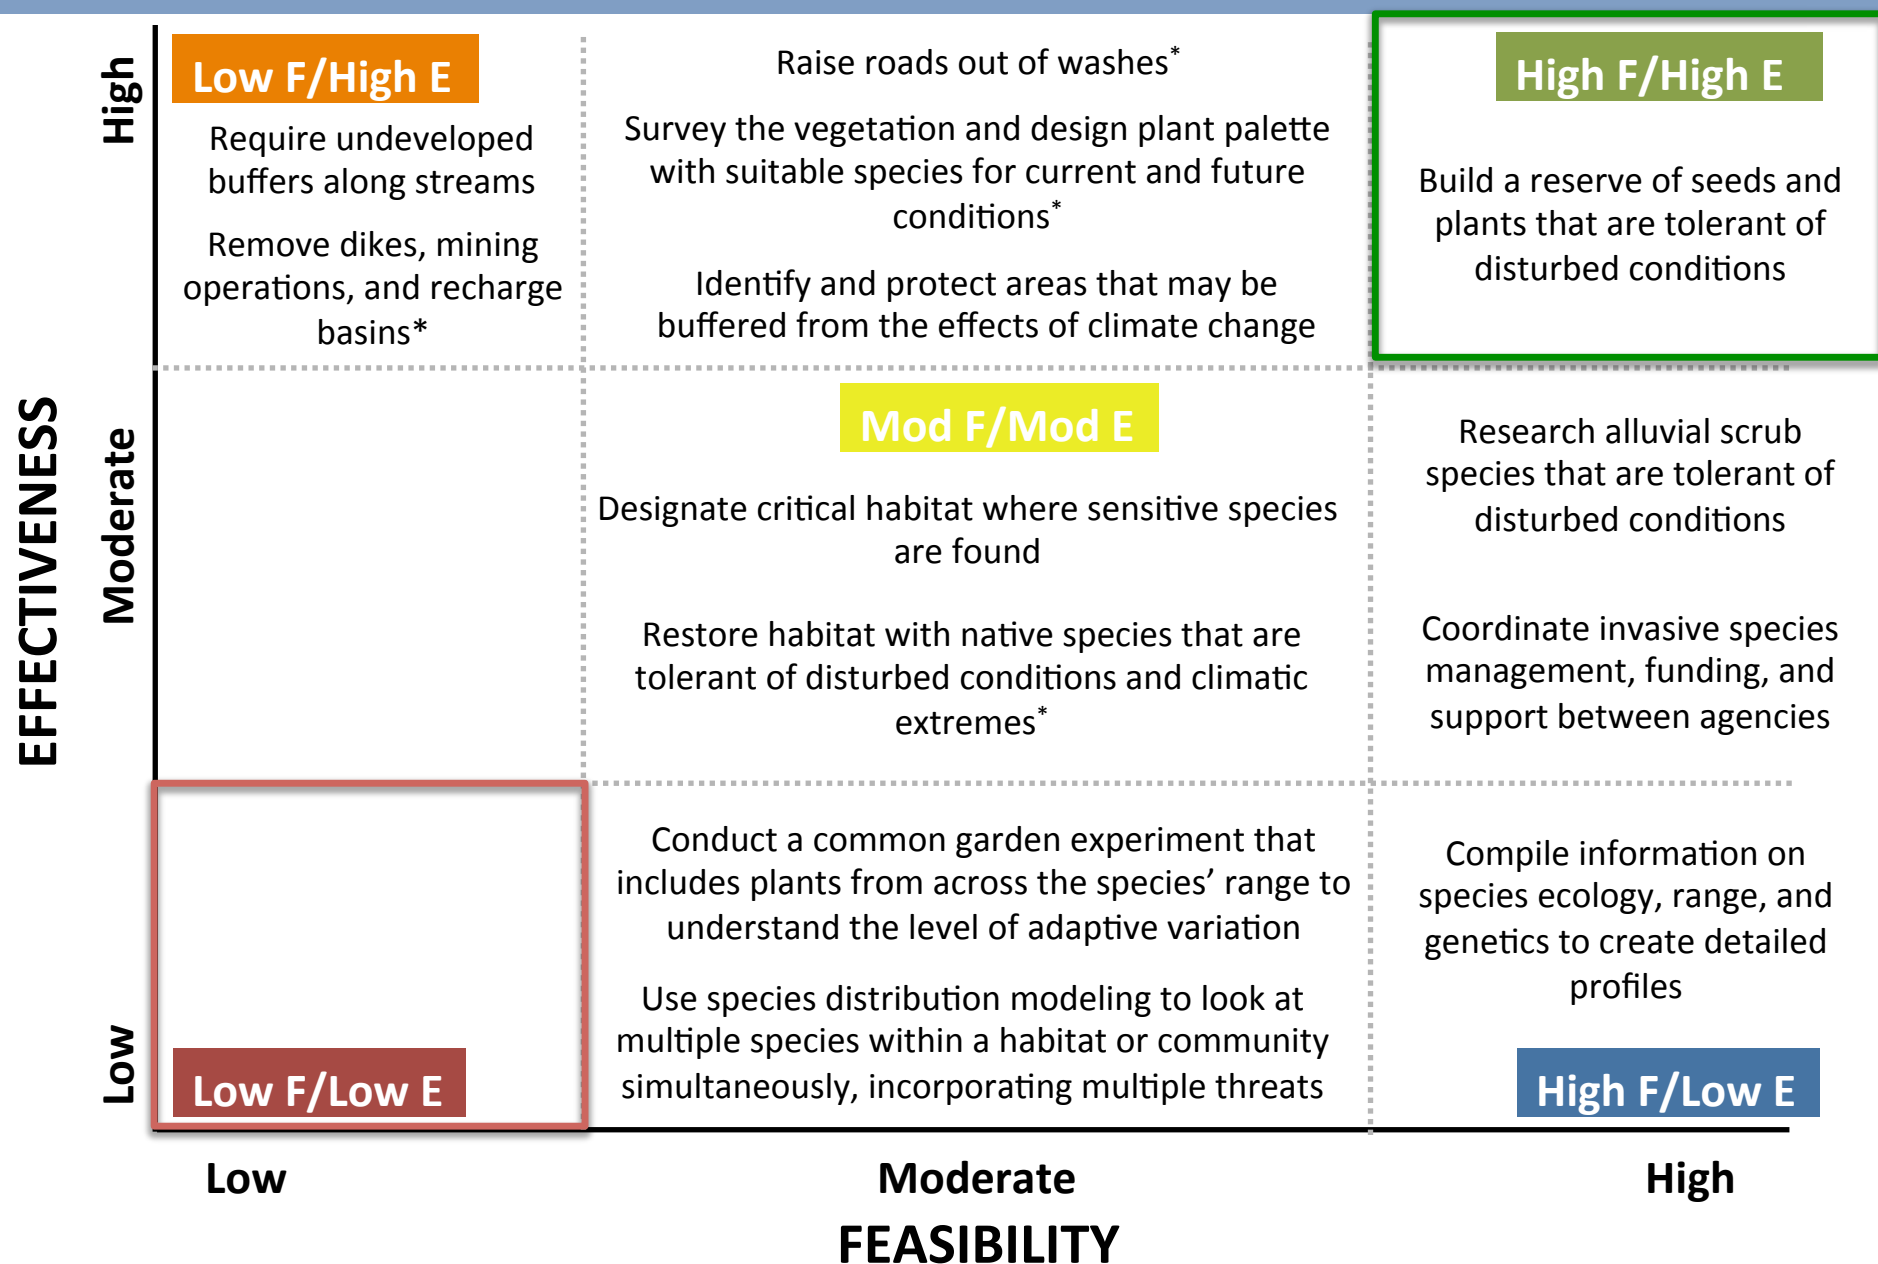 EFFECTIVENESS
High
Moderate
Low
Low F/High E
Require undeveloped
buffers along streams
Remove dikes, mining
operations, and recharge
basins*
Raise roads out of washes*
Survey the vegetation and design plant palette
with suitable species for current and future
conditions*
Identify and protect areas that may be
buffered from the effects of climate change
High F/High E
Build a reserve of seeds and
plants that are tolerant of
disturbed conditions
Mod F/Mod E
Designate critical habitat where sensitive species
are found
Restore habitat with native species that are
tolerant of disturbed conditions and climatic
extremes*
Research alluvial scrub
species that are tolerant of
disturbed conditions
Coordinate invasive species
management, funding, and
support between agencies
Low F/Low E
Conduct a common garden experiment that
includes plants from across the species’ range to
understand the level of adaptive variation
Use species distribution modeling to look at
multiple species within a habitat or community
simultaneously, incorporating multiple threats
Compile information on
species ecology, range, and
genetics to create detailed
profiles
High F/Low E
Low
Moderate
High
FEASIBILITY